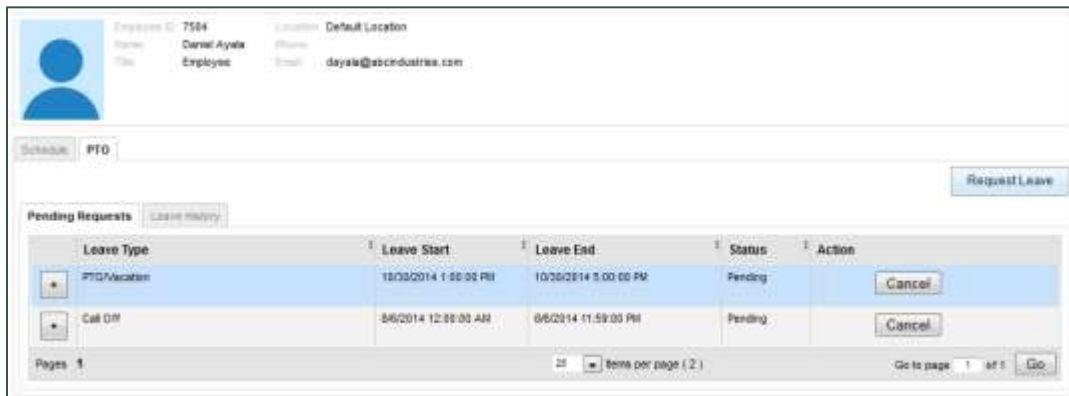 Employee ID 7504 Location Default Location
Name Daniel Ayala Phone
Title Employee Email dayala@abcindustries.com
Schedule PTO
Request Leave
Pending Requests Leave History
Leave Type Leave Start Leave End Status Action
PTO/Vacation 10/30/2014 1:00:00 PM 10/30/2014 5:00:00 PM Pending Cancel
Call Off 8/6/2014 12:00:00 AM 8/6/2014 11:59:00 PM Pending Cancel
Pages 1 25 items per page ( 2 ) Go to page 1 of 1 Go